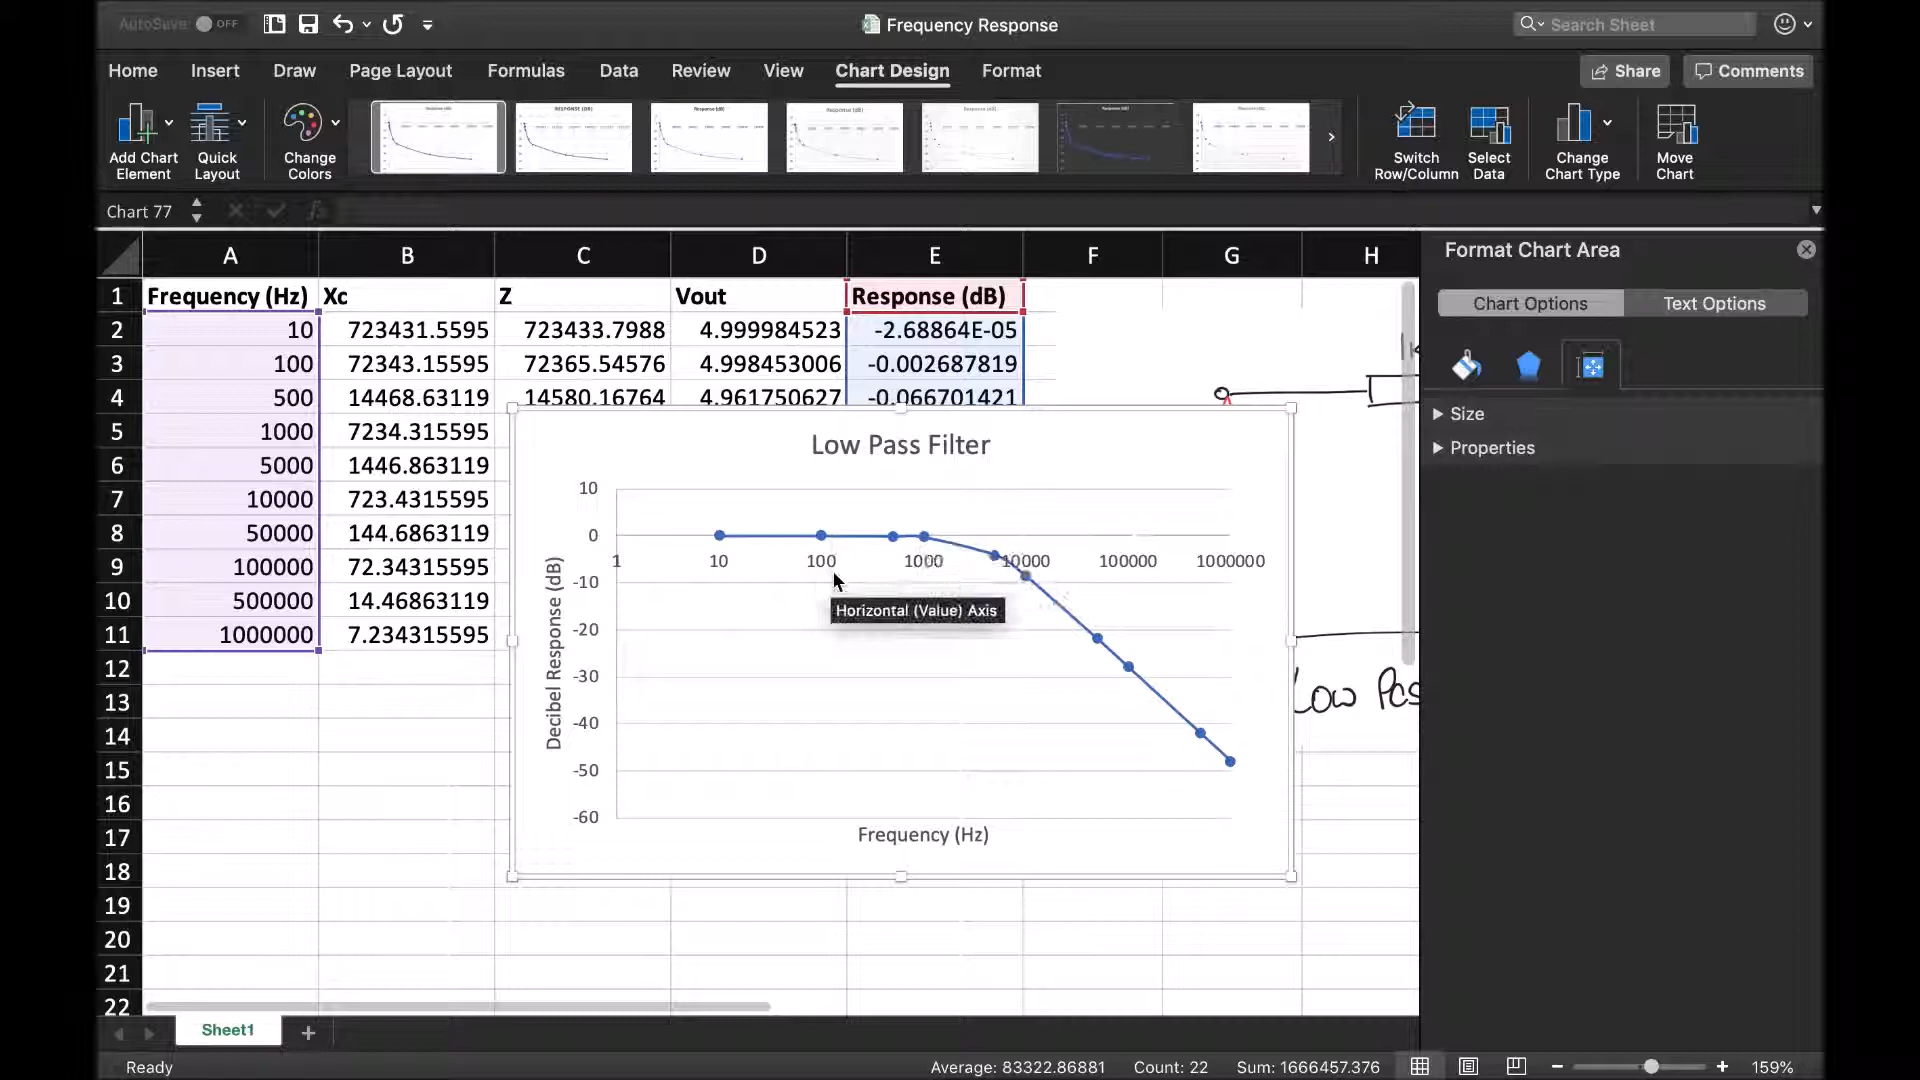 AutoSave OFF
Frequency Response
Search Sheet
Home Insert Draw Page Layout Formulas Data Review View Chart Design Format
Share Comments
Add Chart Element
Quick Layout
Change Colors
Switch Row/Column
Select Data
Change Chart Type
Move Chart
Chart 77
fx
A B C D E F G H
1 Frequency (Hz) Xc Z Vout Response (dB)
2 10 723431.5595 723433.7988 4.999984523 -2.68864E-05
3 100 72343.15595 72365.54576 4.998453006 -0.002687819
4 500 14468.63119 14580.16764 4.961750627 -0.066701421
5 1000 7234.315595
6 5000 1446.863119
7 10000 723.4315595
8 50000 144.6863119
9 100000 72.34315595
10 500000 14.46863119
11 1000000 7.234315595
12
13
14
15
16
17
18
19
20
21
22
Low Pass Filter
10
0
-10
-20
-30
-40
-50
-60
1 10 100 1000 10000 100000 1000000
Horizontal (Value) Axis
Decibel Response (dB)
Frequency (Hz)
Low Pas
Format Chart Area
Chart Options Text Options
Size
Properties
Sheet1
Ready
Average: 83322.86881 Count: 22 Sum: 1666457.376
159%